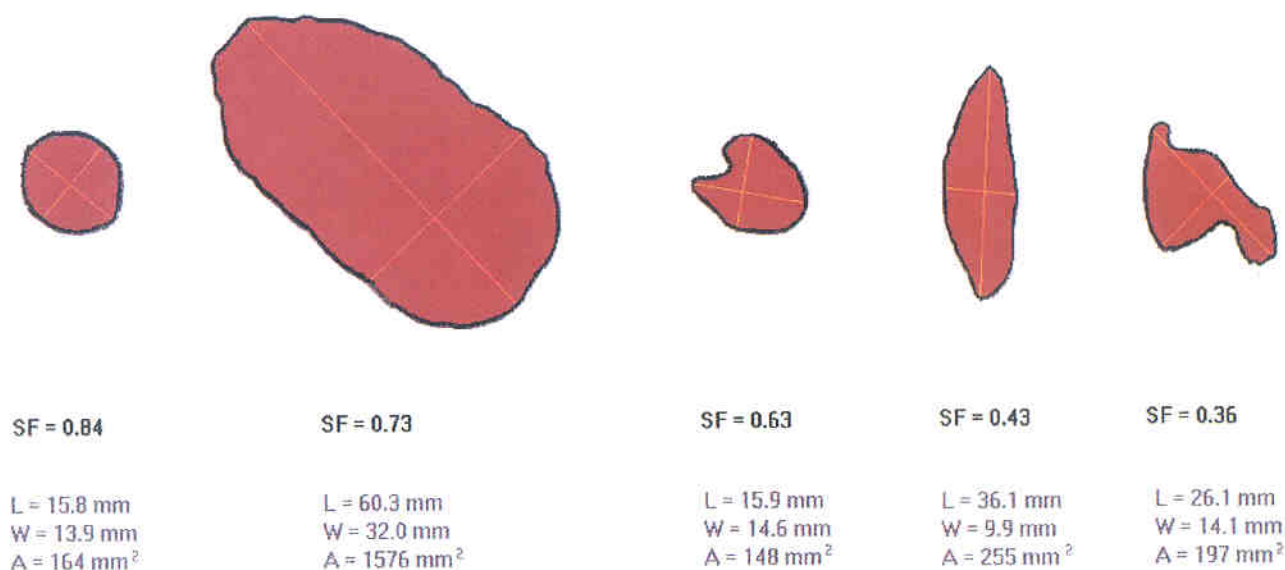 SF = 0.84
SF = 0.73
SF = 0.63
SF = 0.43
SF = 0.36
L = 15.8 mm
W = 13.9 mm
A = 164 mm²
L = 60.3 mm
W = 32.0 mm
A = 1576 mm²
L = 15.9 mm
W = 14.6 mm
A = 148 mm²
L = 36.1 mm
W = 9.9 mm
A = 255 mm²
L = 26.1 mm
W = 14.1 mm
A = 197 mm²